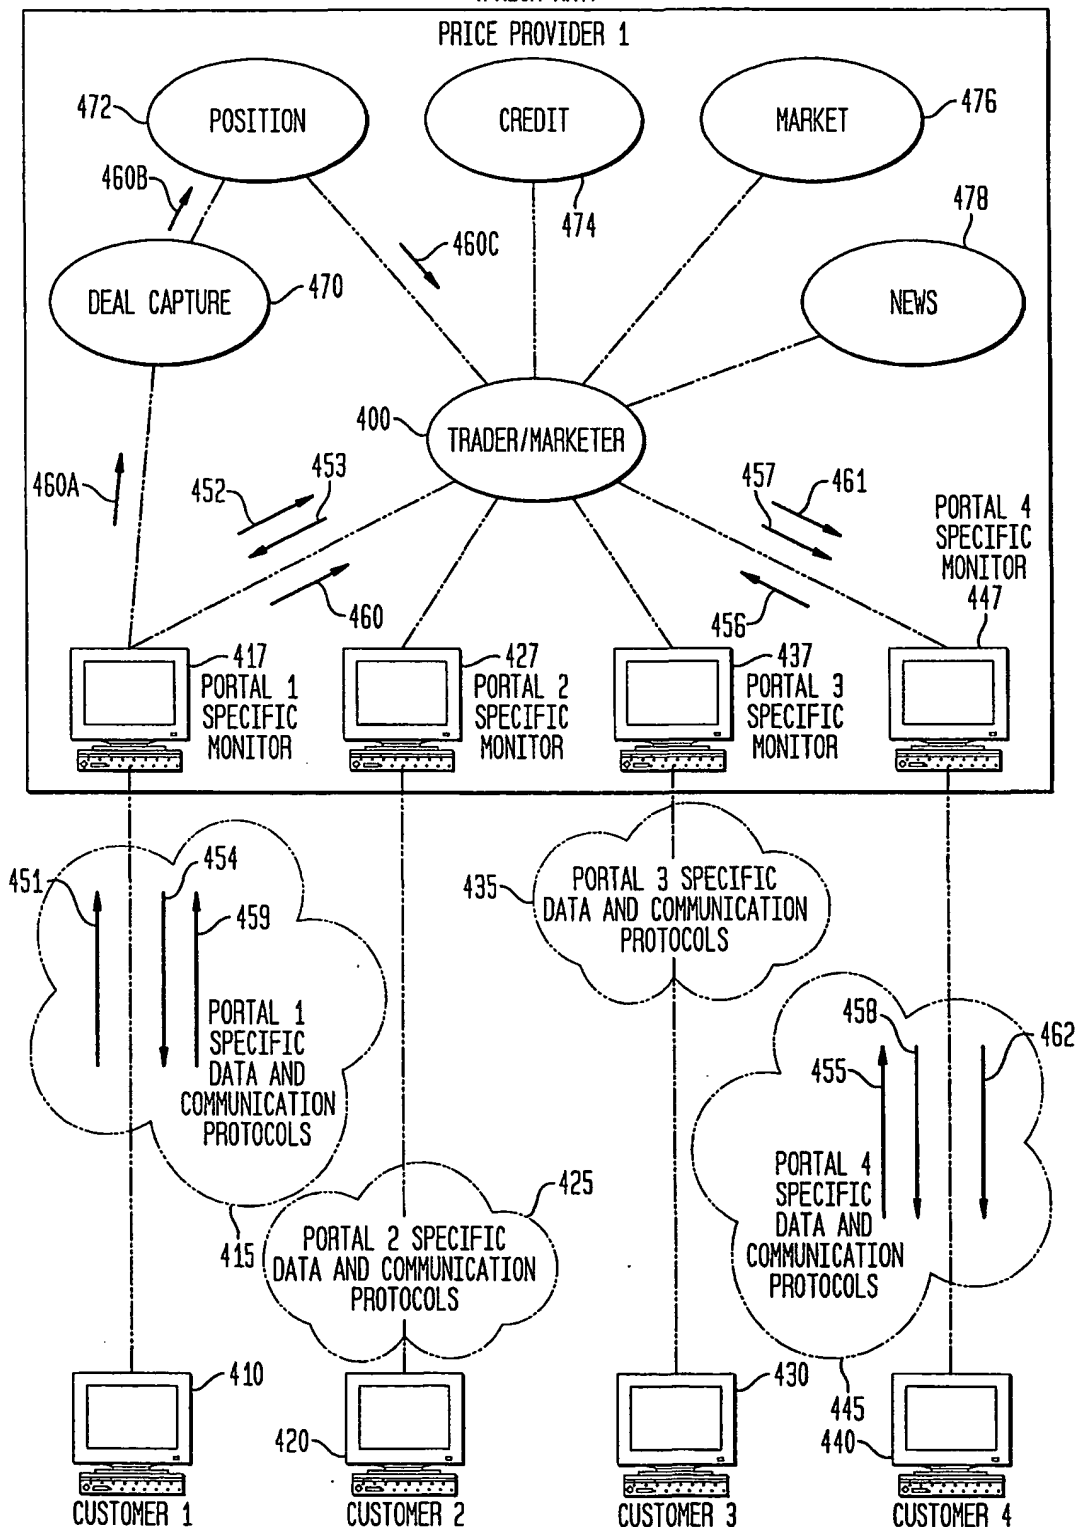 PRICE PROVIDER 1
472
POSITION
CREDIT
474
MARKET
476
460B
460C
478
DEAL CAPTURE
470
NEWS
400
TRADER/MARKETER
460A
452
453
460
457
461
456
PORTAL 4
SPECIFIC
MONITOR
447
417
PORTAL 1
SPECIFIC
MONITOR
427
PORTAL 2
SPECIFIC
MONITOR
437
PORTAL 3
SPECIFIC
MONITOR
451
454
459
PORTAL 1
SPECIFIC
DATA AND
COMMUNICATION
PROTOCOLS
415
435
PORTAL 3 SPECIFIC
DATA AND COMMUNICATION
PROTOCOLS
425
PORTAL 2 SPECIFIC
DATA AND COMMUNICATION
PROTOCOLS
458
462
455
PORTAL 4
SPECIFIC
DATA AND
COMMUNICATION
PROTOCOLS
445
410
CUSTOMER 1
420
CUSTOMER 2
430
CUSTOMER 3
440
CUSTOMER 4